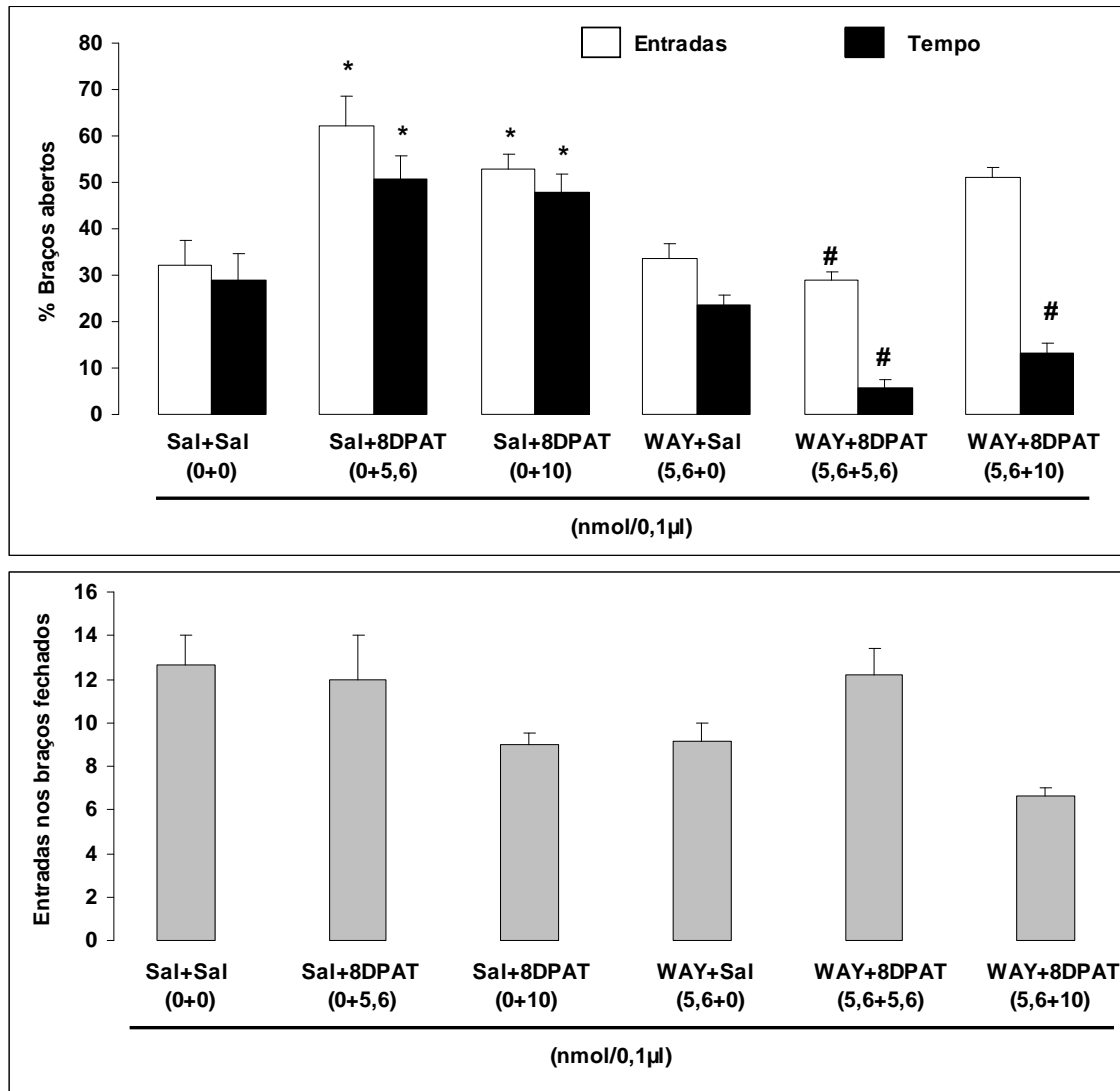 Entradas
Tempo
% Braços abertos
80
70
60
50
40
30
20
10
0
*
*
*
*
#
#
#
Sal+Sal
(0+0)
Sal+8DPAT
(0+5,6)
Sal+8DPAT
(0+10)
WAY+Sal
(5,6+0)
WAY+8DPAT
(5,6+5,6)
WAY+8DPAT
(5,6+10)
(nmol/0,1µl)
Entradas nos braços fechados
16
14
12
10
8
6
4
2
0
Sal+Sal
(0+0)
Sal+8DPAT
(0+5,6)
Sal+8DPAT
(0+10)
WAY+Sal
(5,6+0)
WAY+8DPAT
(5,6+5,6)
WAY+8DPAT
(5,6+10)
(nmol/0,1µl)